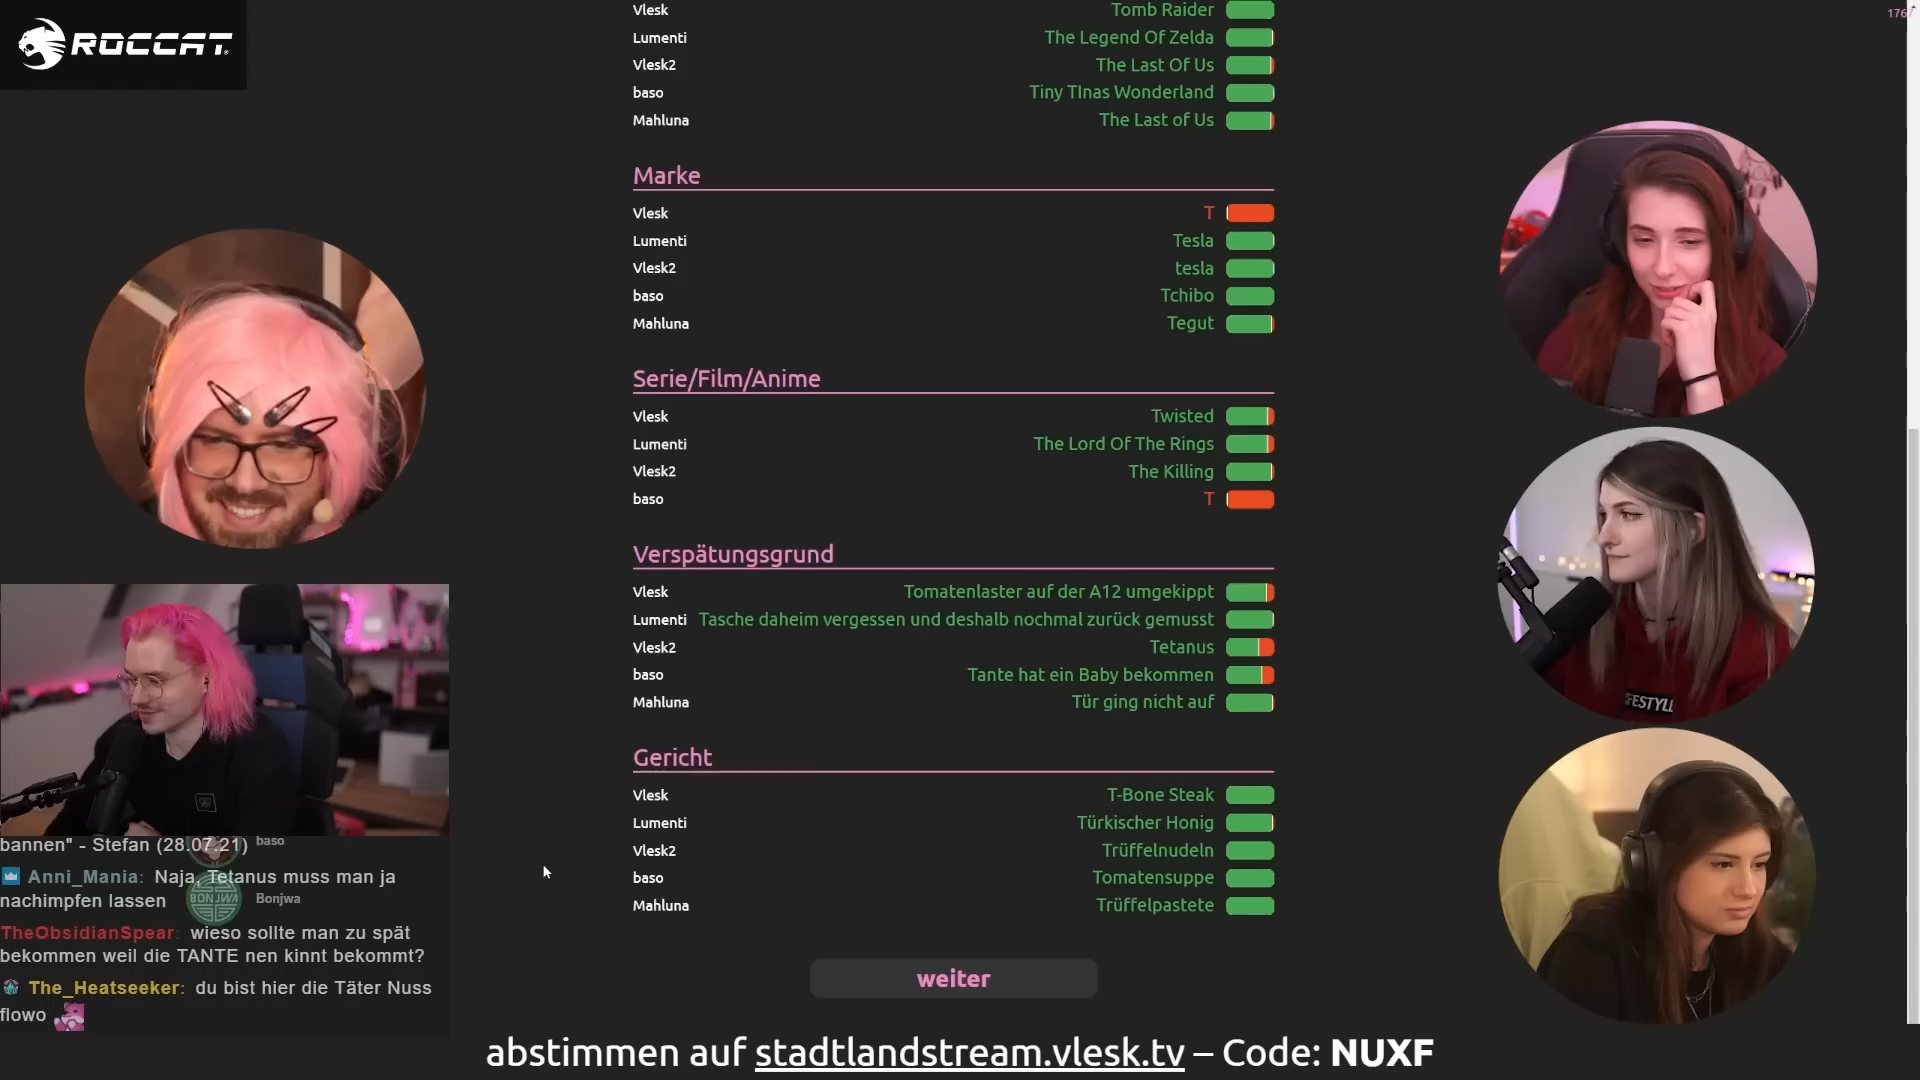 ROCCAT
1767
Vlesk Tomb Raider
Lumenti The Legend Of Zelda
Vlesk2 The Last Of Us
baso Tiny TInas Wonderland
Mahluna The Last of Us
Marke
Vlesk T
Lumenti Tesla
Vlesk2 tesla
baso Tchibo
Mahluna Tegut
Serie/Film/Anime
Vlesk Twisted
Lumenti The Lord Of The Rings
Vlesk2 The Killing
baso T
Verspätungsgrund
Vlesk Tomatenlaster auf der A12 umgekippt
Lumenti Tasche daheim vergessen und deshalb nochmal zurück gemusst
Vlesk2 Tetanus
baso Tante hat ein Baby bekommen
Mahluna Tür ging nicht auf
Gericht
Vlesk T-Bone Steak
Lumenti Türkischer Honig
Vlesk2 Trüffelnudeln
baso Tomatensuppe
Mahluna Trüffelpastete
weiter
abstimmen auf stadtlandstream.vlesk.tv – Code: NUXF
bannen" - Stefan (28.07.21)
baso
Anni_Mania: Naja, Tetanus muss man ja
nachimpfen lassen
BONJWA
Bonjwa
TheObsidianSpear: wieso sollte man zu spät
bekommen weil die TANTE nen kinnt bekommt?
The_Heatseeker: du bist hier die Täter Nuss
flowo